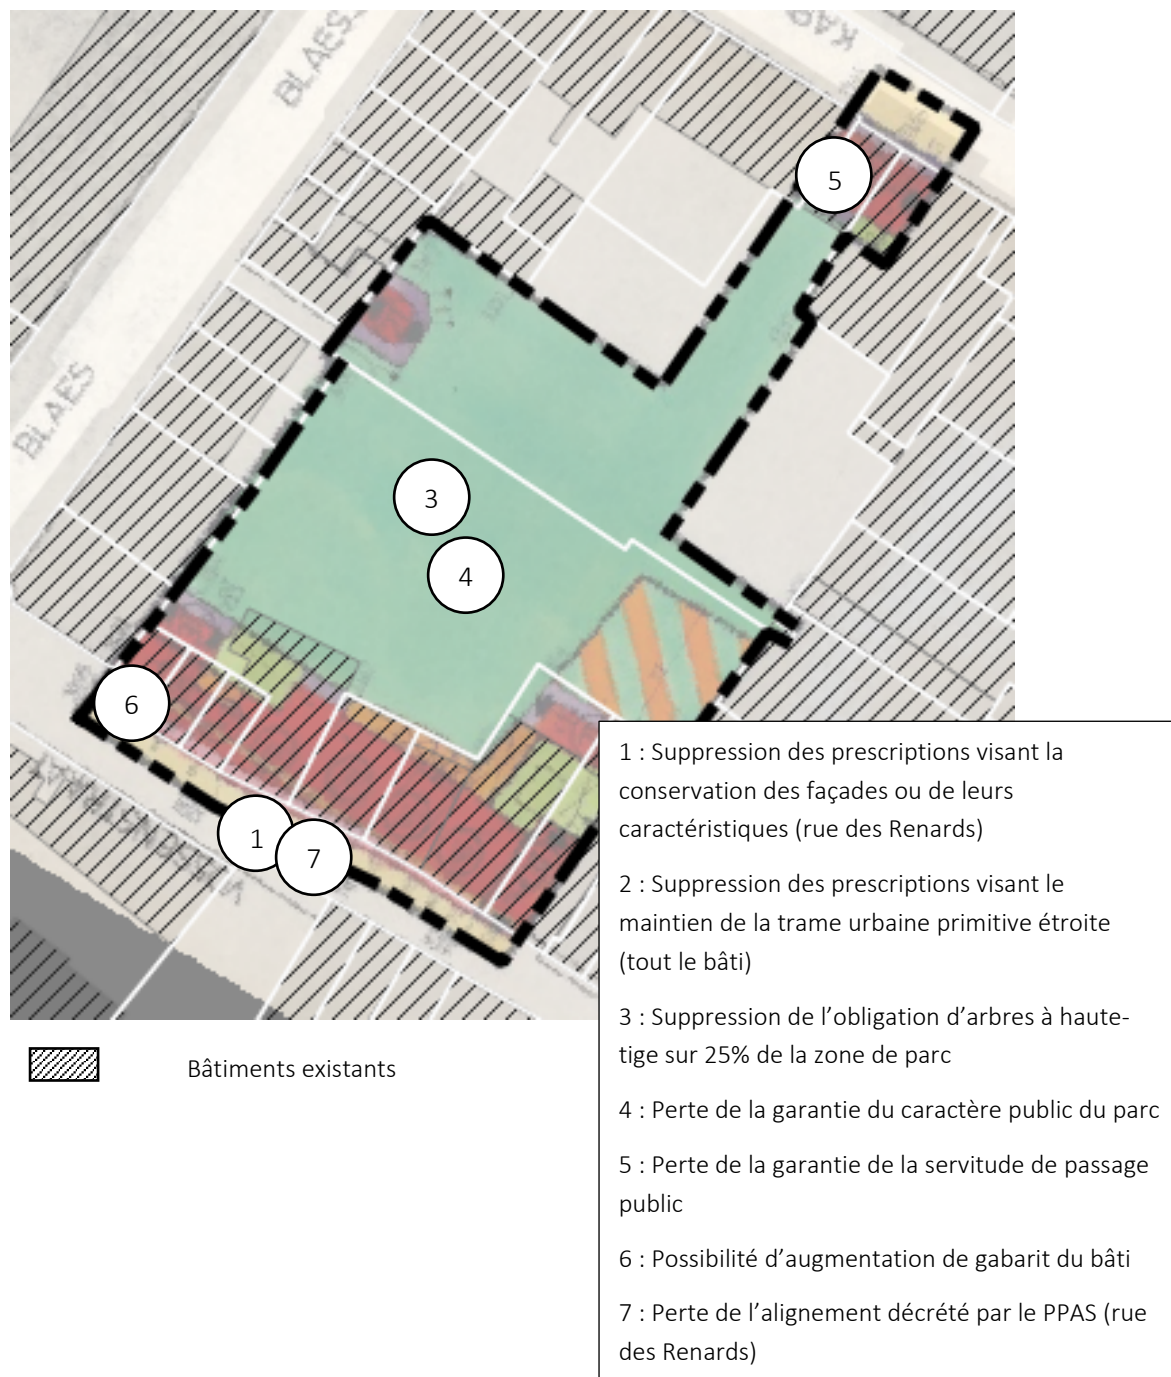 BLAES
KAP
5
BLAES
3
4
6
1
7
1 : Suppression des prescriptions visant la
conservation des façades ou de leurs
caractéristiques (rue des Renards)
2 : Suppression des prescriptions visant le
maintien de la trame urbaine primitive étroite
(tout le bâti)
3 : Suppression de l’obligation d’arbres à haute-
tige sur 25% de la zone de parc
4 : Perte de la garantie du caractère public du parc
5 : Perte de la garantie de la servitude de passage
public
6 : Possibilité d’augmentation de gabarit du bâti
7 : Perte de l’alignement décrété par le PPAS (rue
des Renards)
Bâtiments existants